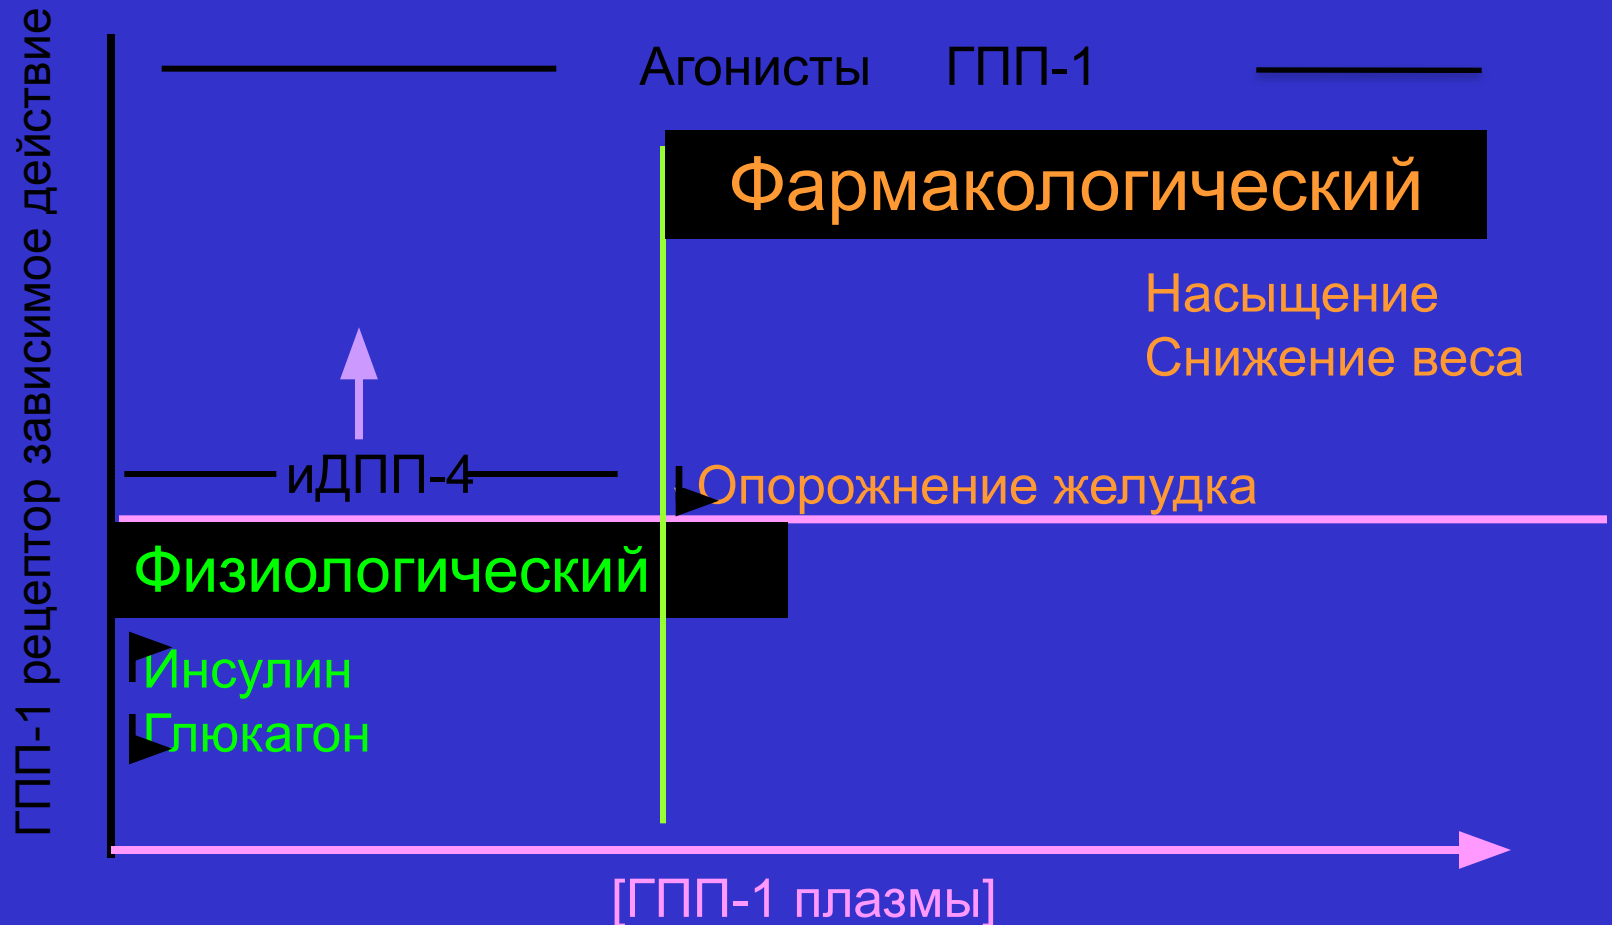 ГПП-1 рецептор зависимое действие
Агонисты ГПП-1
Фармакологический
Насыщение
Снижение веса
иДПП-4
Опорожнение желудка
Физиологический
Инсулин
Глюкагон
[ГПП-1 плазмы]